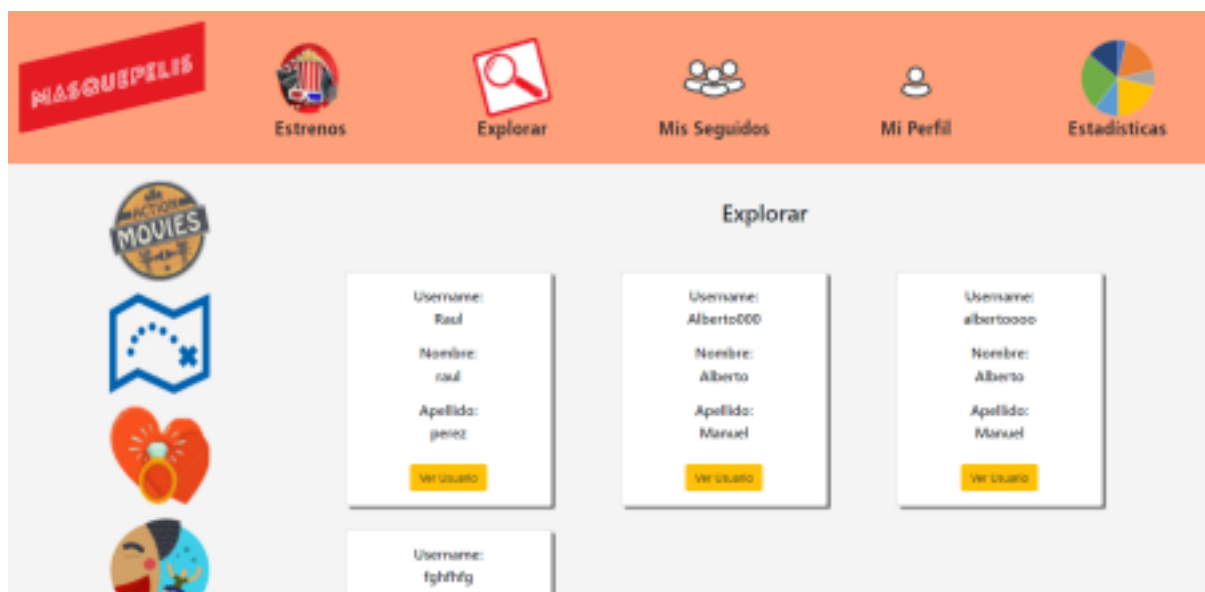 MASQUEPELIS
Estrenos
Explorar
Mis Seguidos
Mi Perfil
Estadísticas
ACTION
MOVIES
Explorar
Username:
Raul
Nombre:
raul
Apellido:
perez
Ver Usuario
Username:
Alberto000
Nombre:
Alberto
Apellido:
Manuel
Ver Usuario
Username:
albertoooo
Nombre:
Alberto
Apellido:
Manuel
Ver Usuario
Username:
fghfhfg